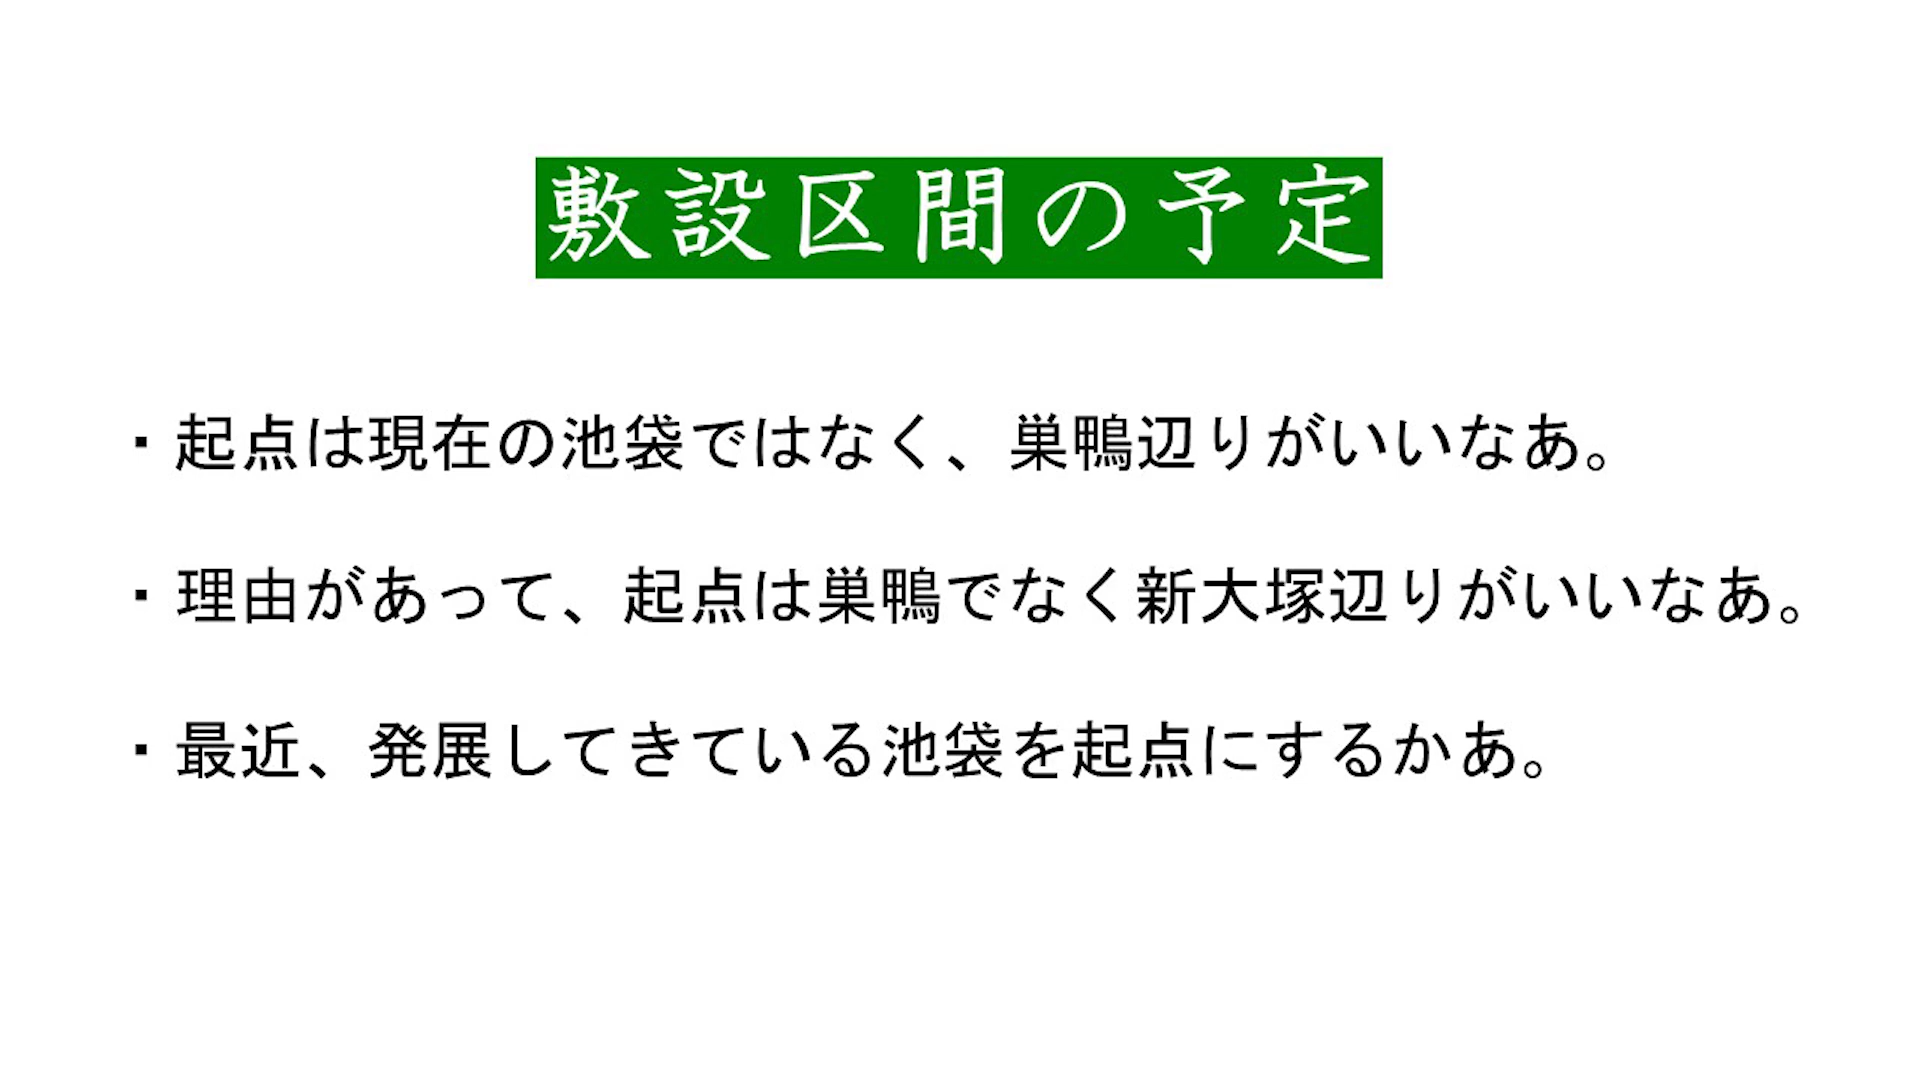 敷設区間の予定
・起点は現在の池袋ではなく、巣鴨辺りがいいなあ。
・理由があって、起点は巣鴨でなく新大塚辺りがいいなあ。
・最近、発展してきている池袋を起点にするかあ。